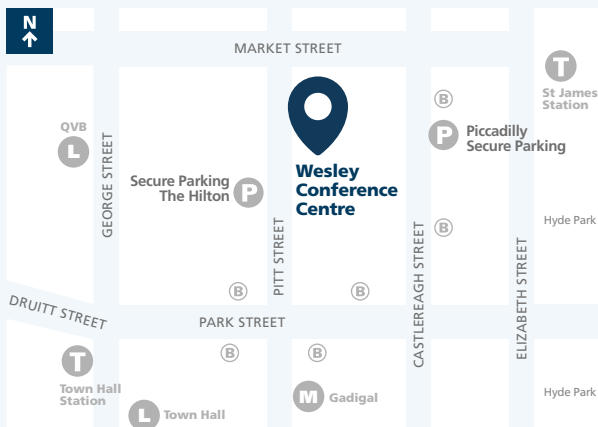 N
MARKET STREET
T
St James
Station
B
QVB
L
P
Piccadilly
Secure Parking
GEORGE STREET
Secure Parking
The Hilton
P
Wesley
Conference
Centre
PITT STREET
B
CASTLEREAGH STREET
ELIZABETH STREET
Hyde Park
B
B
DRUITT STREET
PARK STREET
B
B
T
Town Hall
Station
L
Town Hall
M
Gadigal
Hyde Park